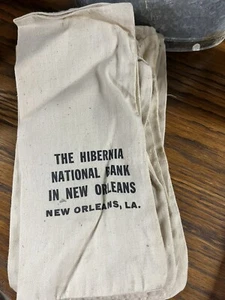 THE HIBERNIA
NATIONAL BANK
IN NEW ORLEANS
NEW ORLEANS, LA.